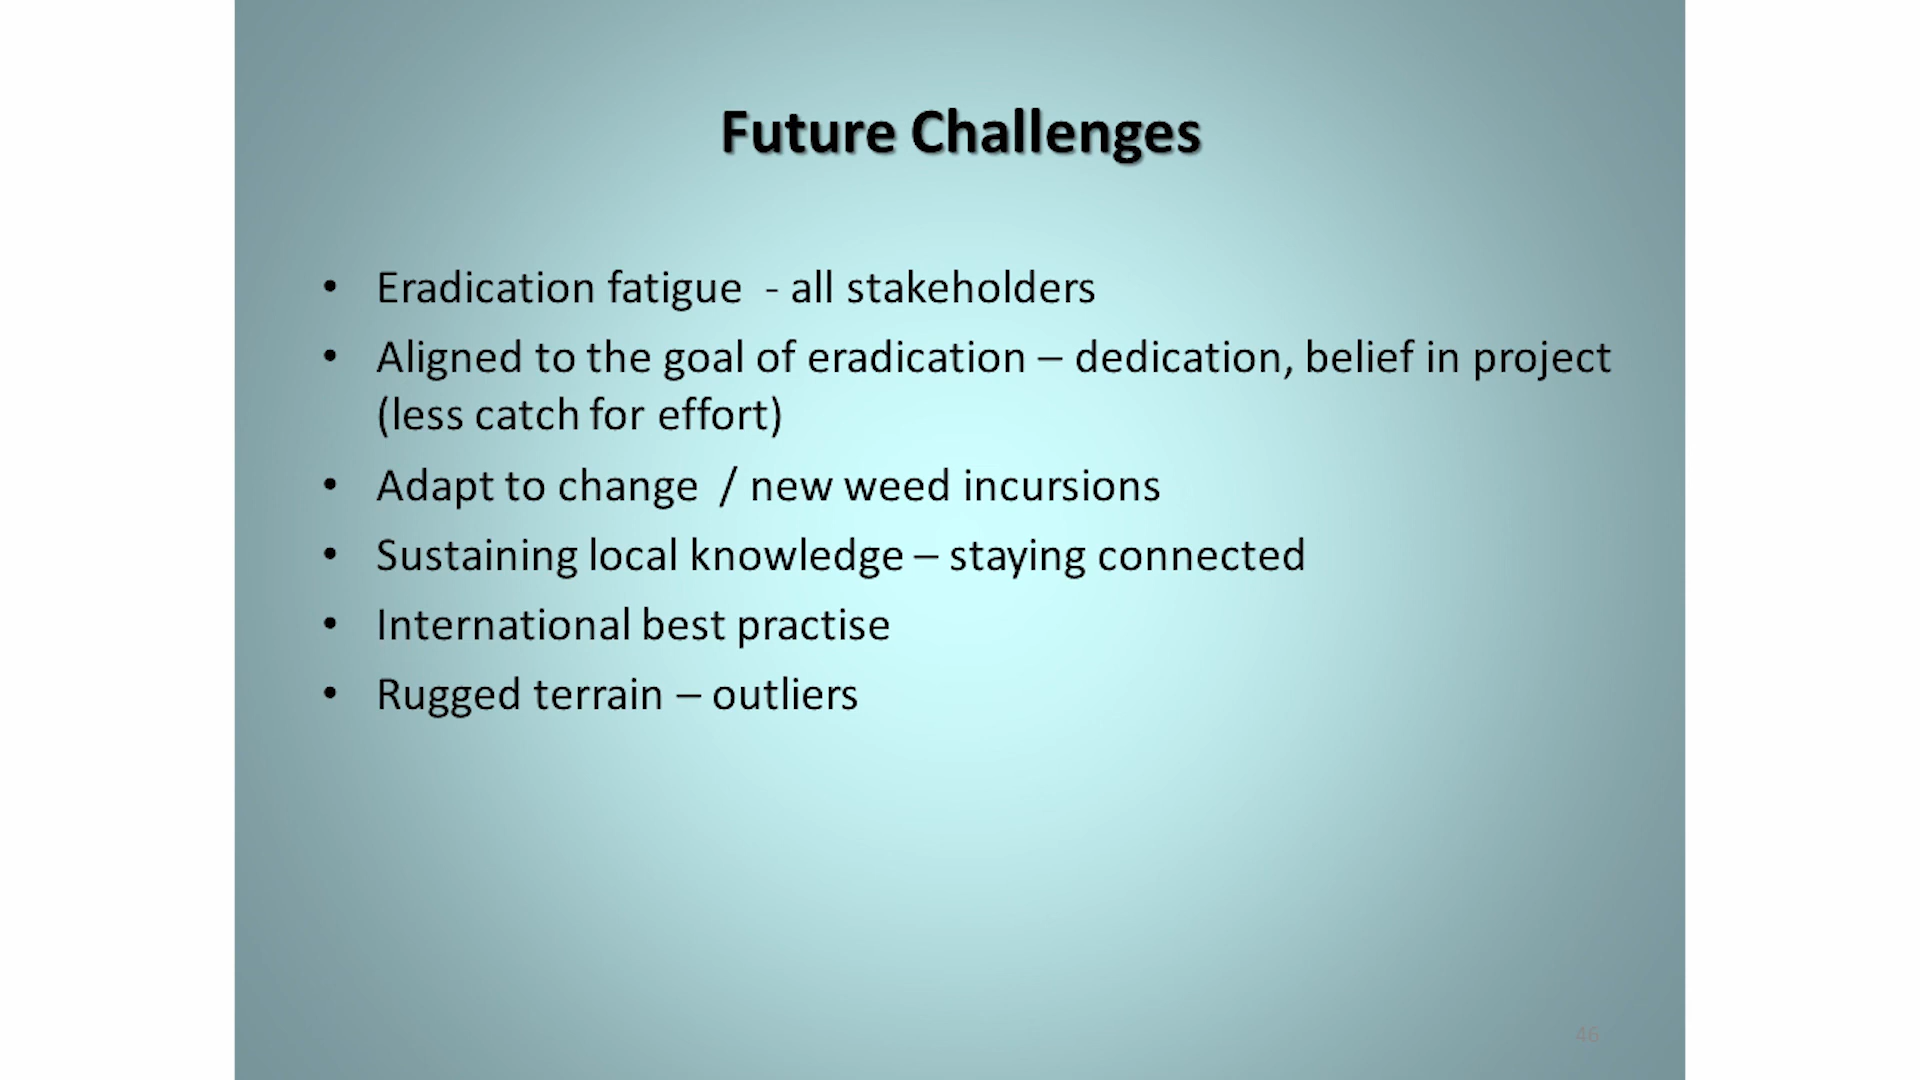 Future Challenges
• Eradication fatigue  - all stakeholders
• Aligned to the goal of eradication – dedication, belief in project
(less catch for effort)
• Adapt to change  / new weed incursions
• Sustaining local knowledge – staying connected
• International best practise
• Rugged terrain – outliers
46